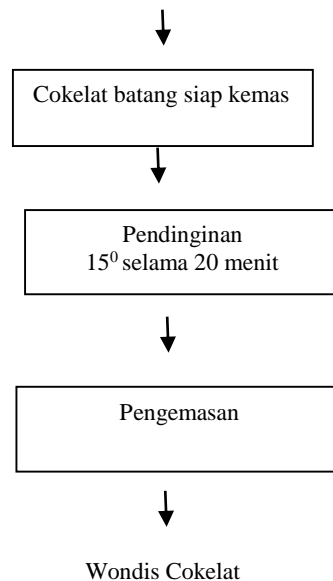 Cokelat batang siap kemas
Pendinginan
15⁰ selama 20 menit
Pengemasan
Wondis Cokelat